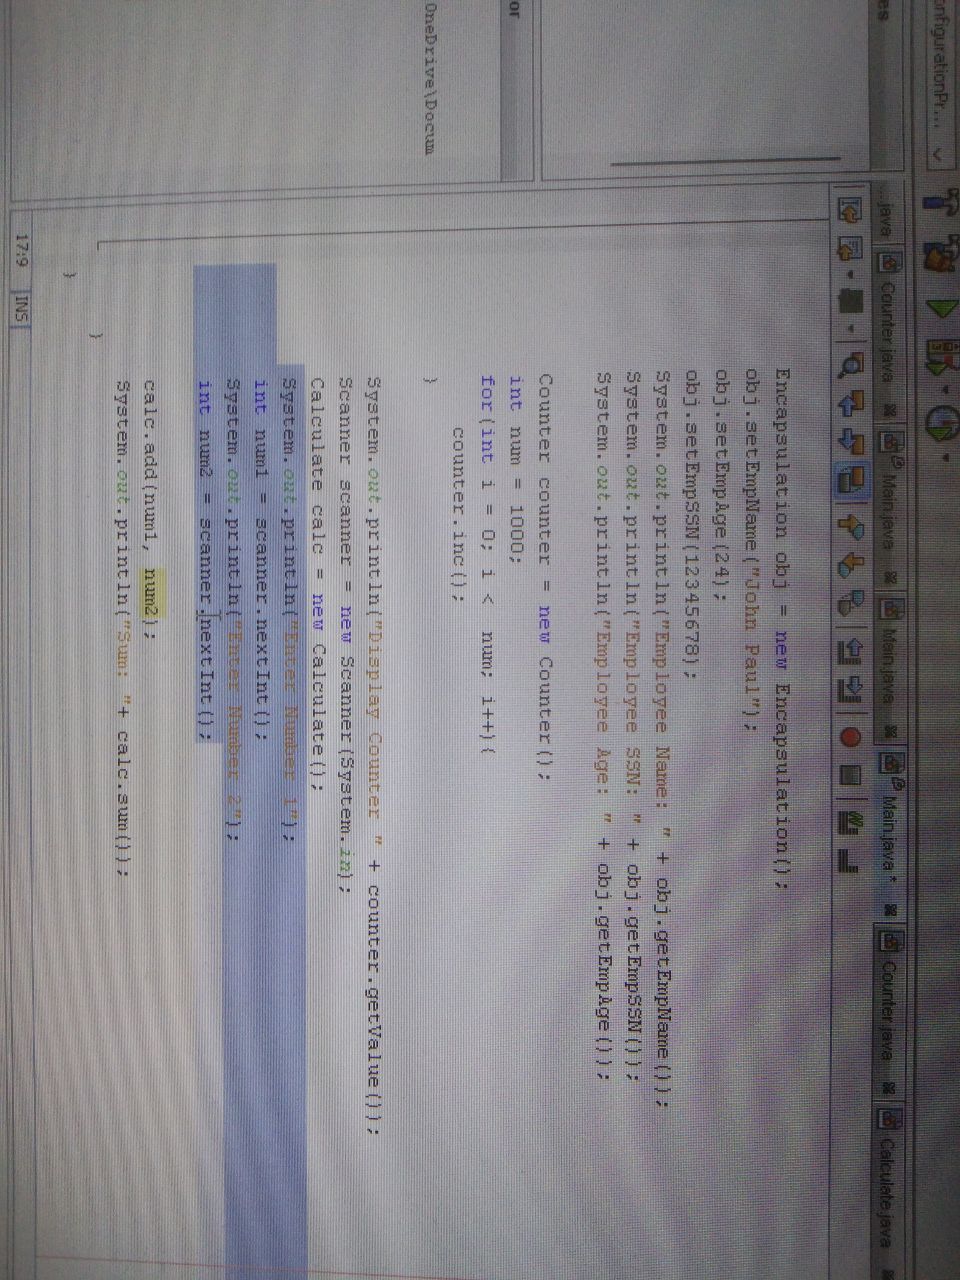 onfigurationPr...
es
...java
Counter.java
Main.java
Main.java
Main.java *
Counter.java
Calculate.java
Encapsulation obj = new Encapsulation();
obj.setEmpName("John Paul");
obj.setEmpAge(24);
obj.setEmpSSN(12345678);
System.out.println("Employee Name: " + obj.getEmpName());
System.out.println("Employee SSN: " + obj.getEmpSSN());
System.out.println("Employee Age: " + obj.getEmpAge());
Counter counter = new Counter();
int num = 1000;
for(int i = 0; i < num; i++){
counter.inc();
}
System.out.println("Display Counter " + counter.getValue());
Scanner scanner = new Scanner(System.in);
Calculate calc = new Calculate();
System.out.println("Enter Number 1");
int num1 = scanner.nextInt();
System.out.println("Enter Number 2");
int num2 = scanner.nextInt();
calc.add(num1, num2);
System.out.println("Sum: "+ calc.sum());
}
}
or
OneDrive\Docum
17:9 INS